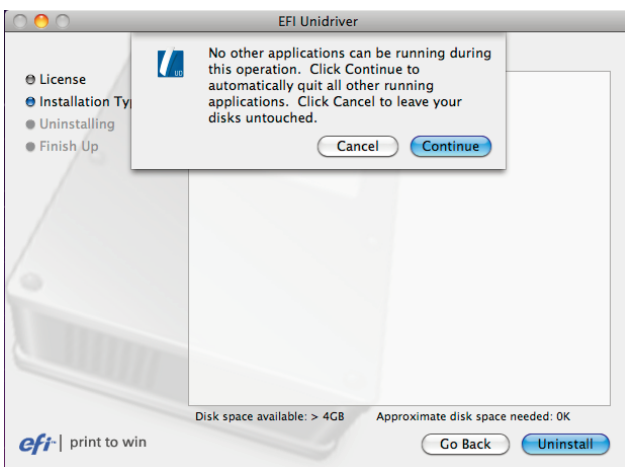 EFI Unidriver
No other applications can be running during
this operation. Click Continue to
automatically quit all other running
applications. Click Cancel to leave your
disks untouched.
Cancel
Continue
UD
License
Installation Ty
Uninstalling
Finish Up
Disk space available: > 4GB
Approximate disk space needed: 0K
efi
print to win
Go Back
Uninstall